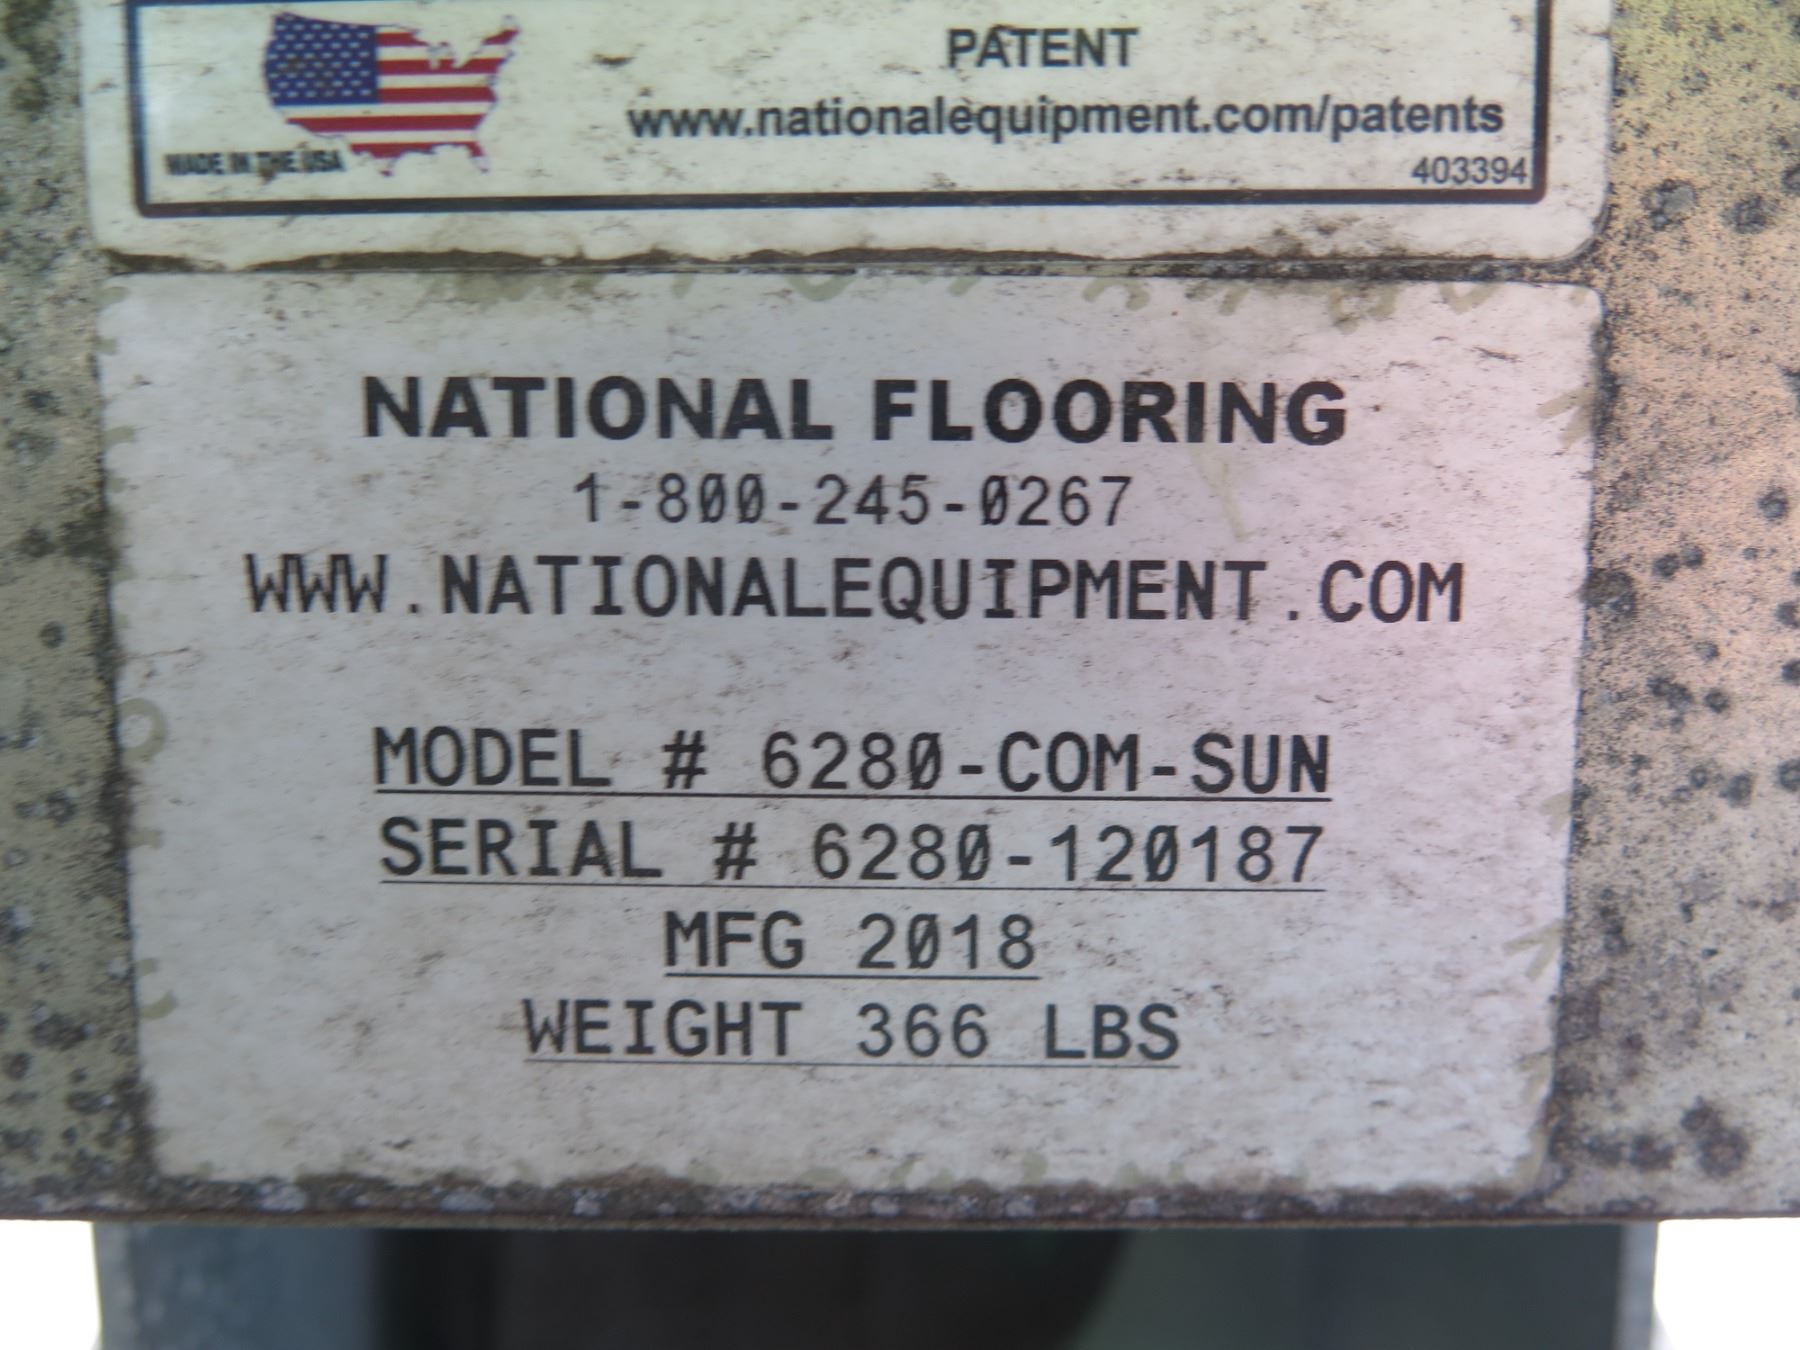 PATENT
www.nationalequipment.com/patents
MADE IN THE USA
403394
NATIONAL FLOORING
1-800-245-0267
WWW.NATIONALEQUIPMENT.COM
MODEL # 6280-COM-SUN
SERIAL # 6280-120187
MFG 2018
WEIGHT 366 LBS